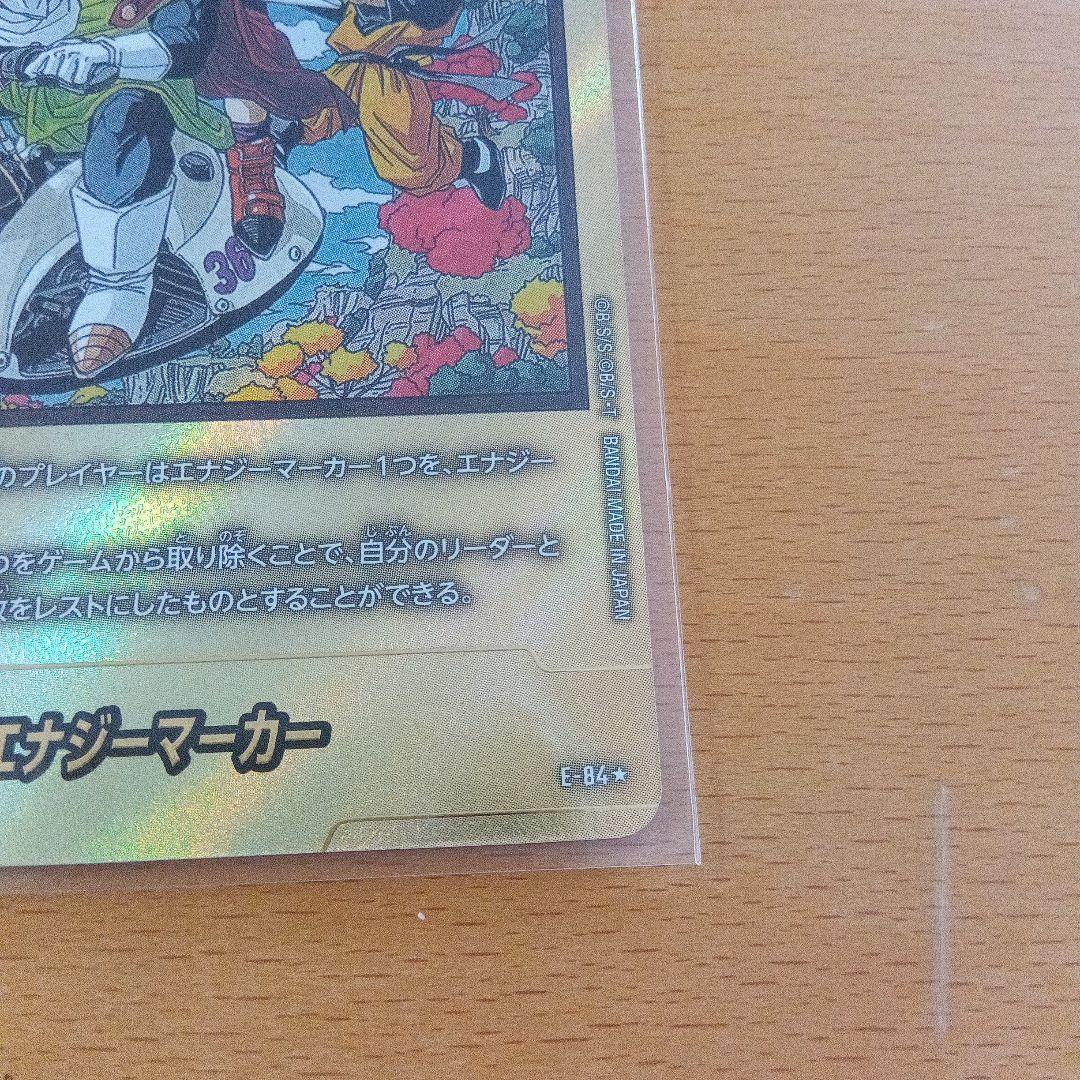 36
©B.S/S ©B/S・T BANDAI MADE IN JAPAN
のプレイヤーはエナジーマーカー1つを、エナジー
つをゲームから取り除くことで、自分のリーダーと
をレストにしたものとすることができる。
エナジーマーカー
E-84★